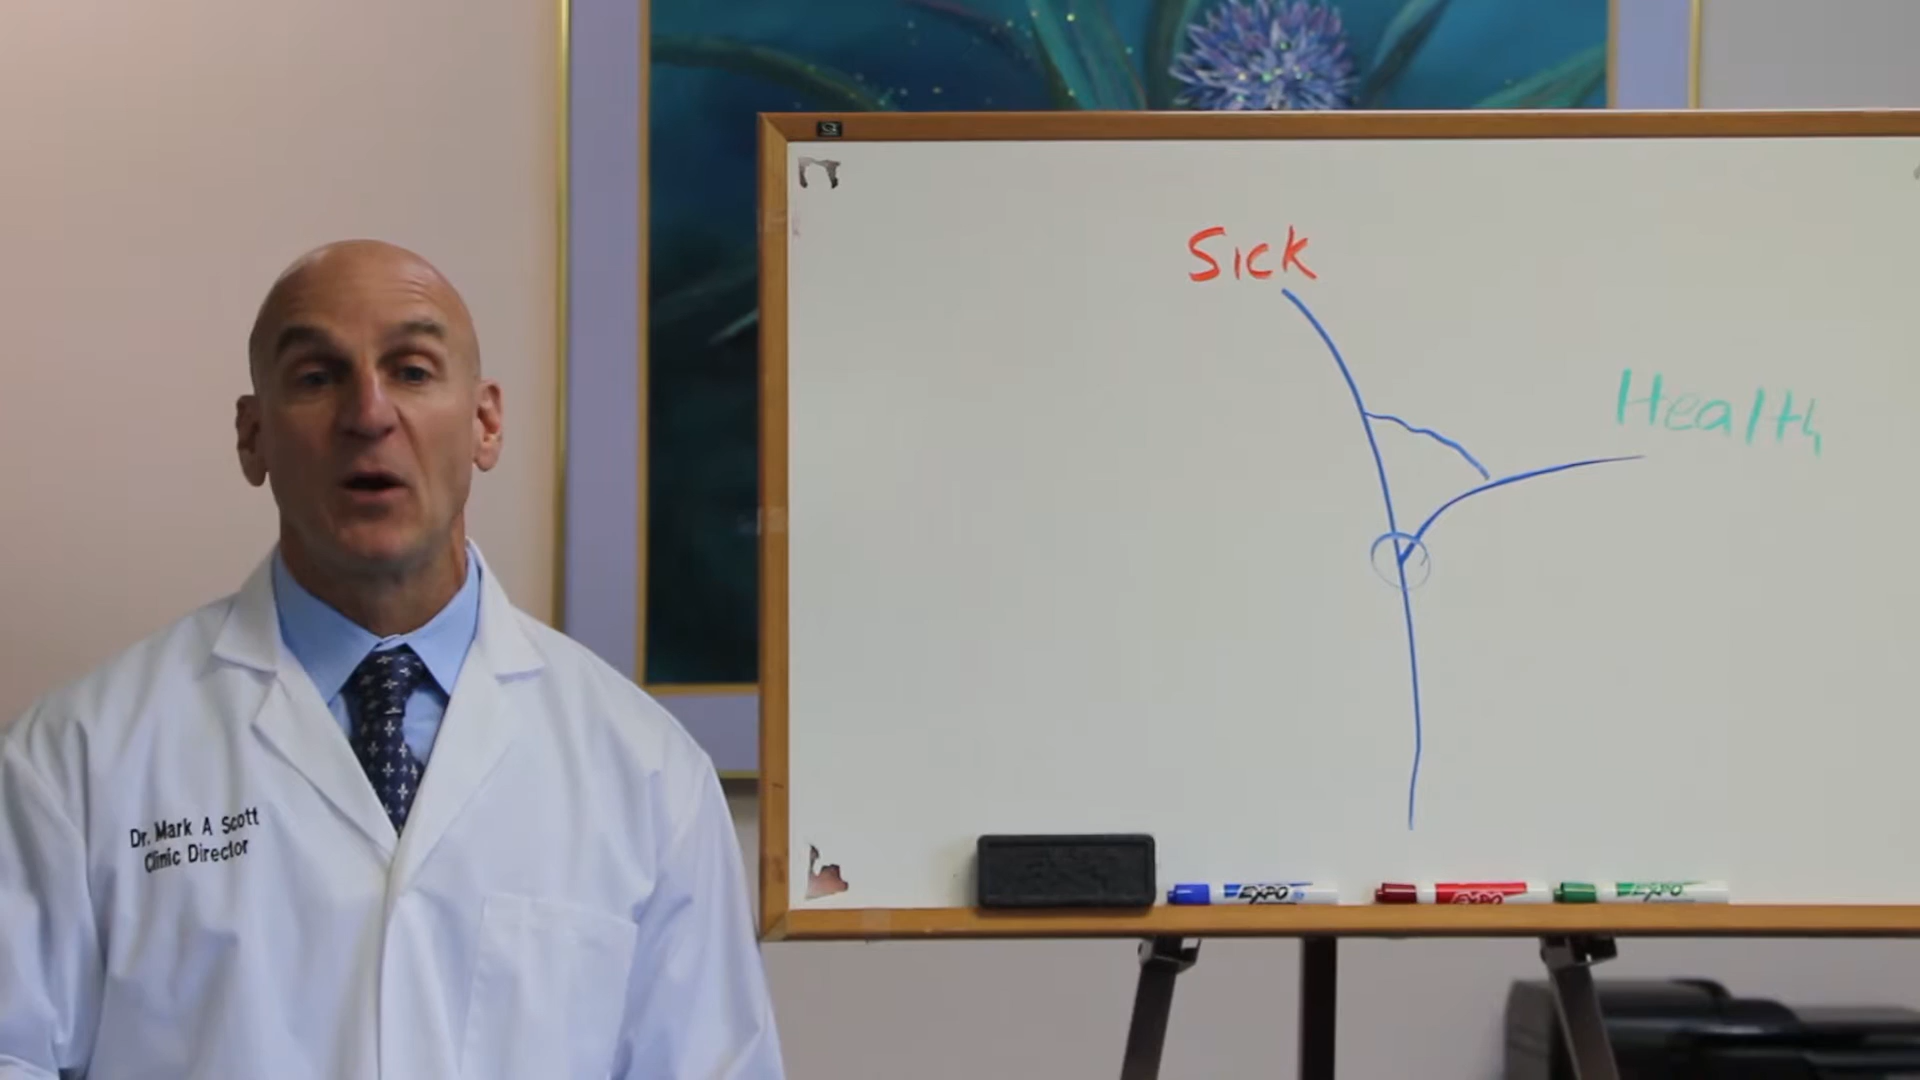 Sick
Health
Dr. Mark A Scott
Clinic Director
EXPO
EXPO
EXPO